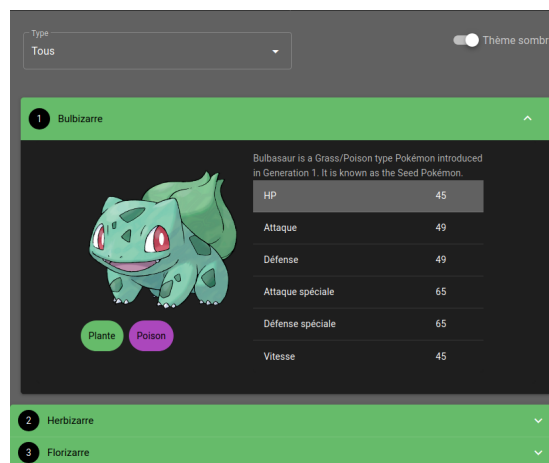 Type
Tous
Thème sombr
1 Bulbizarre
Bulbasaur is a Grass/Poison type Pokémon introduced
in Generation 1. It is known as the Seed Pokémon.
HP 45
Attaque 49
Défense 49
Attaque spéciale 65
Défense spéciale 65
Vitesse 45
Plante Poison
2 Herbizarre
3 Florizarre